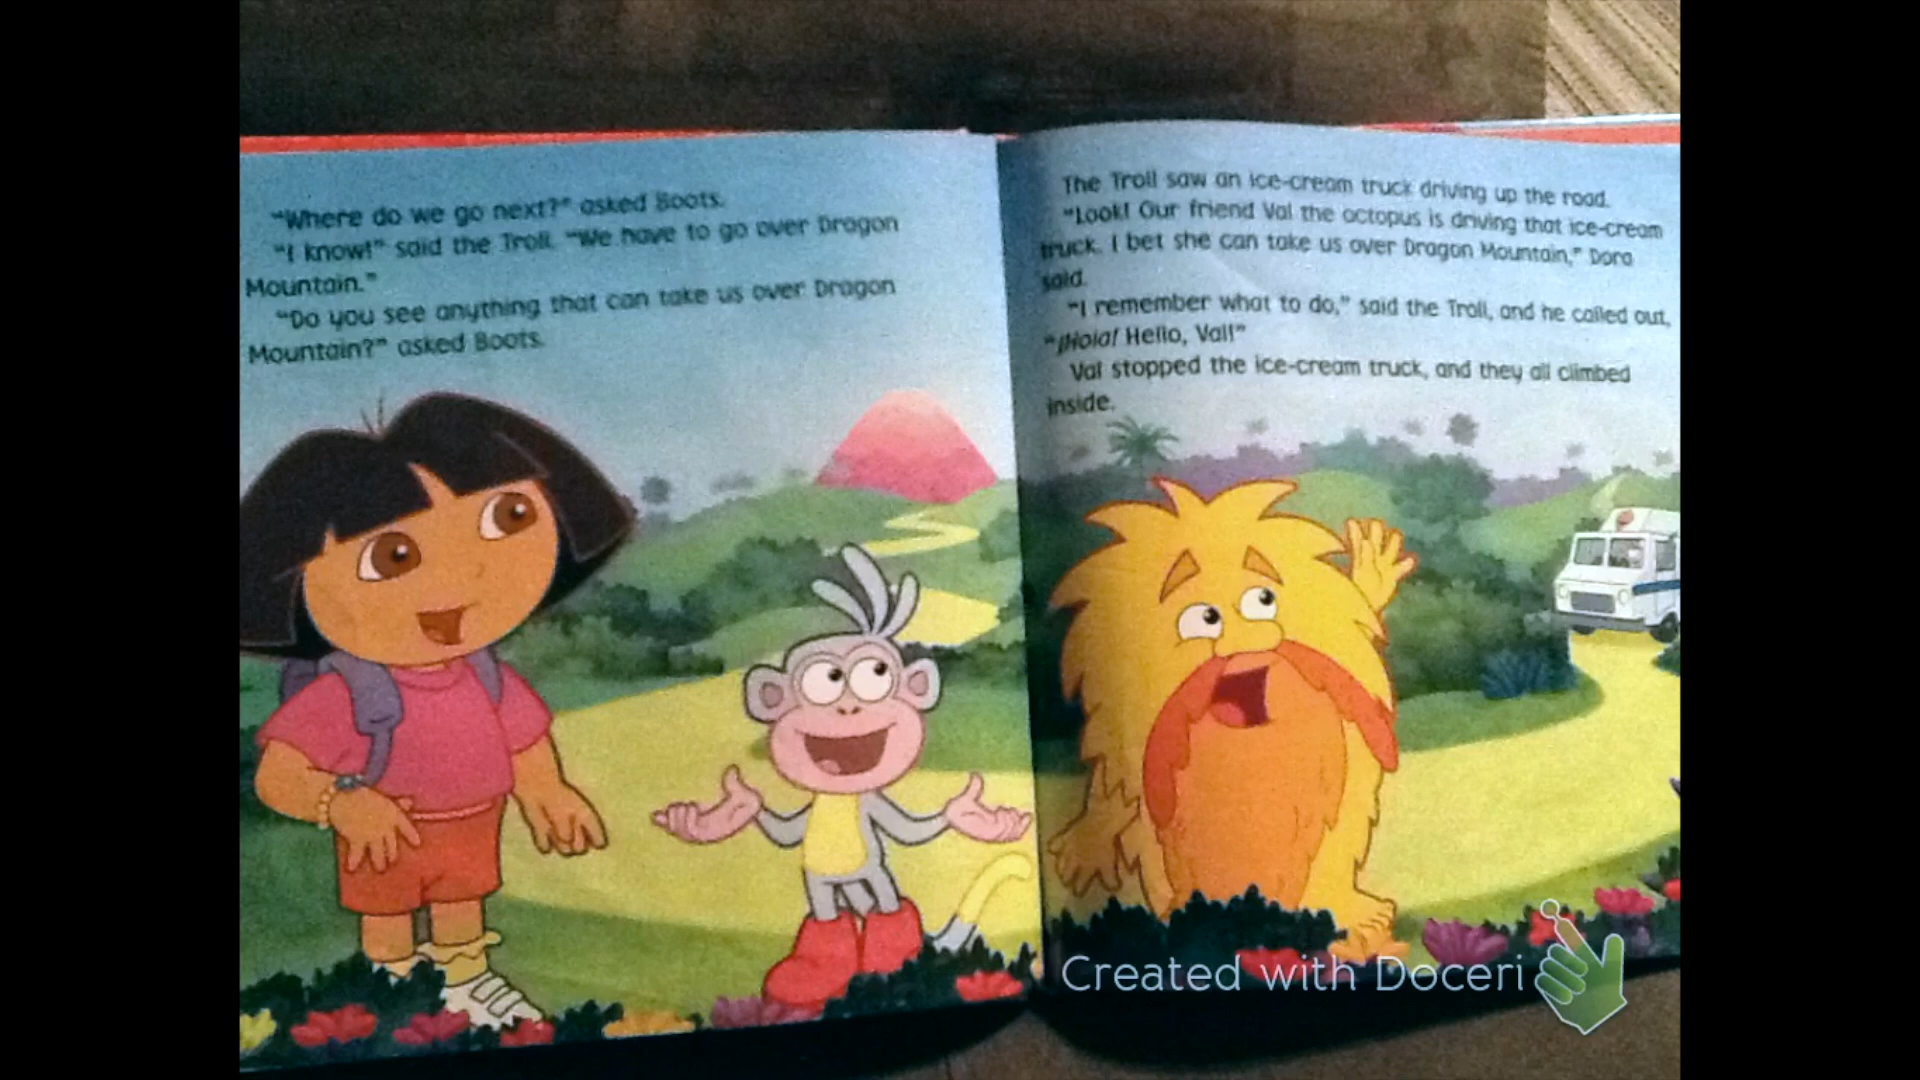 "Where do we go next?" asked Boots.
"I know!" said the Troll. "We have to go over Dragon
Mountain."
"Do you see anything that can take us over Dragon
Mountain?" asked Boots.
The Troll saw an ice-cream truck driving up the road.
"Look! Our friend Val the octopus is driving that ice-cream
truck. I bet she can take us over Dragon Mountain," Dora
said.
"I remember what to do," said the Troll, and he called out,
"¡Hola! Hello, Val!"
Val stopped the ice-cream truck, and they all climbed
inside.
Created with Doceri